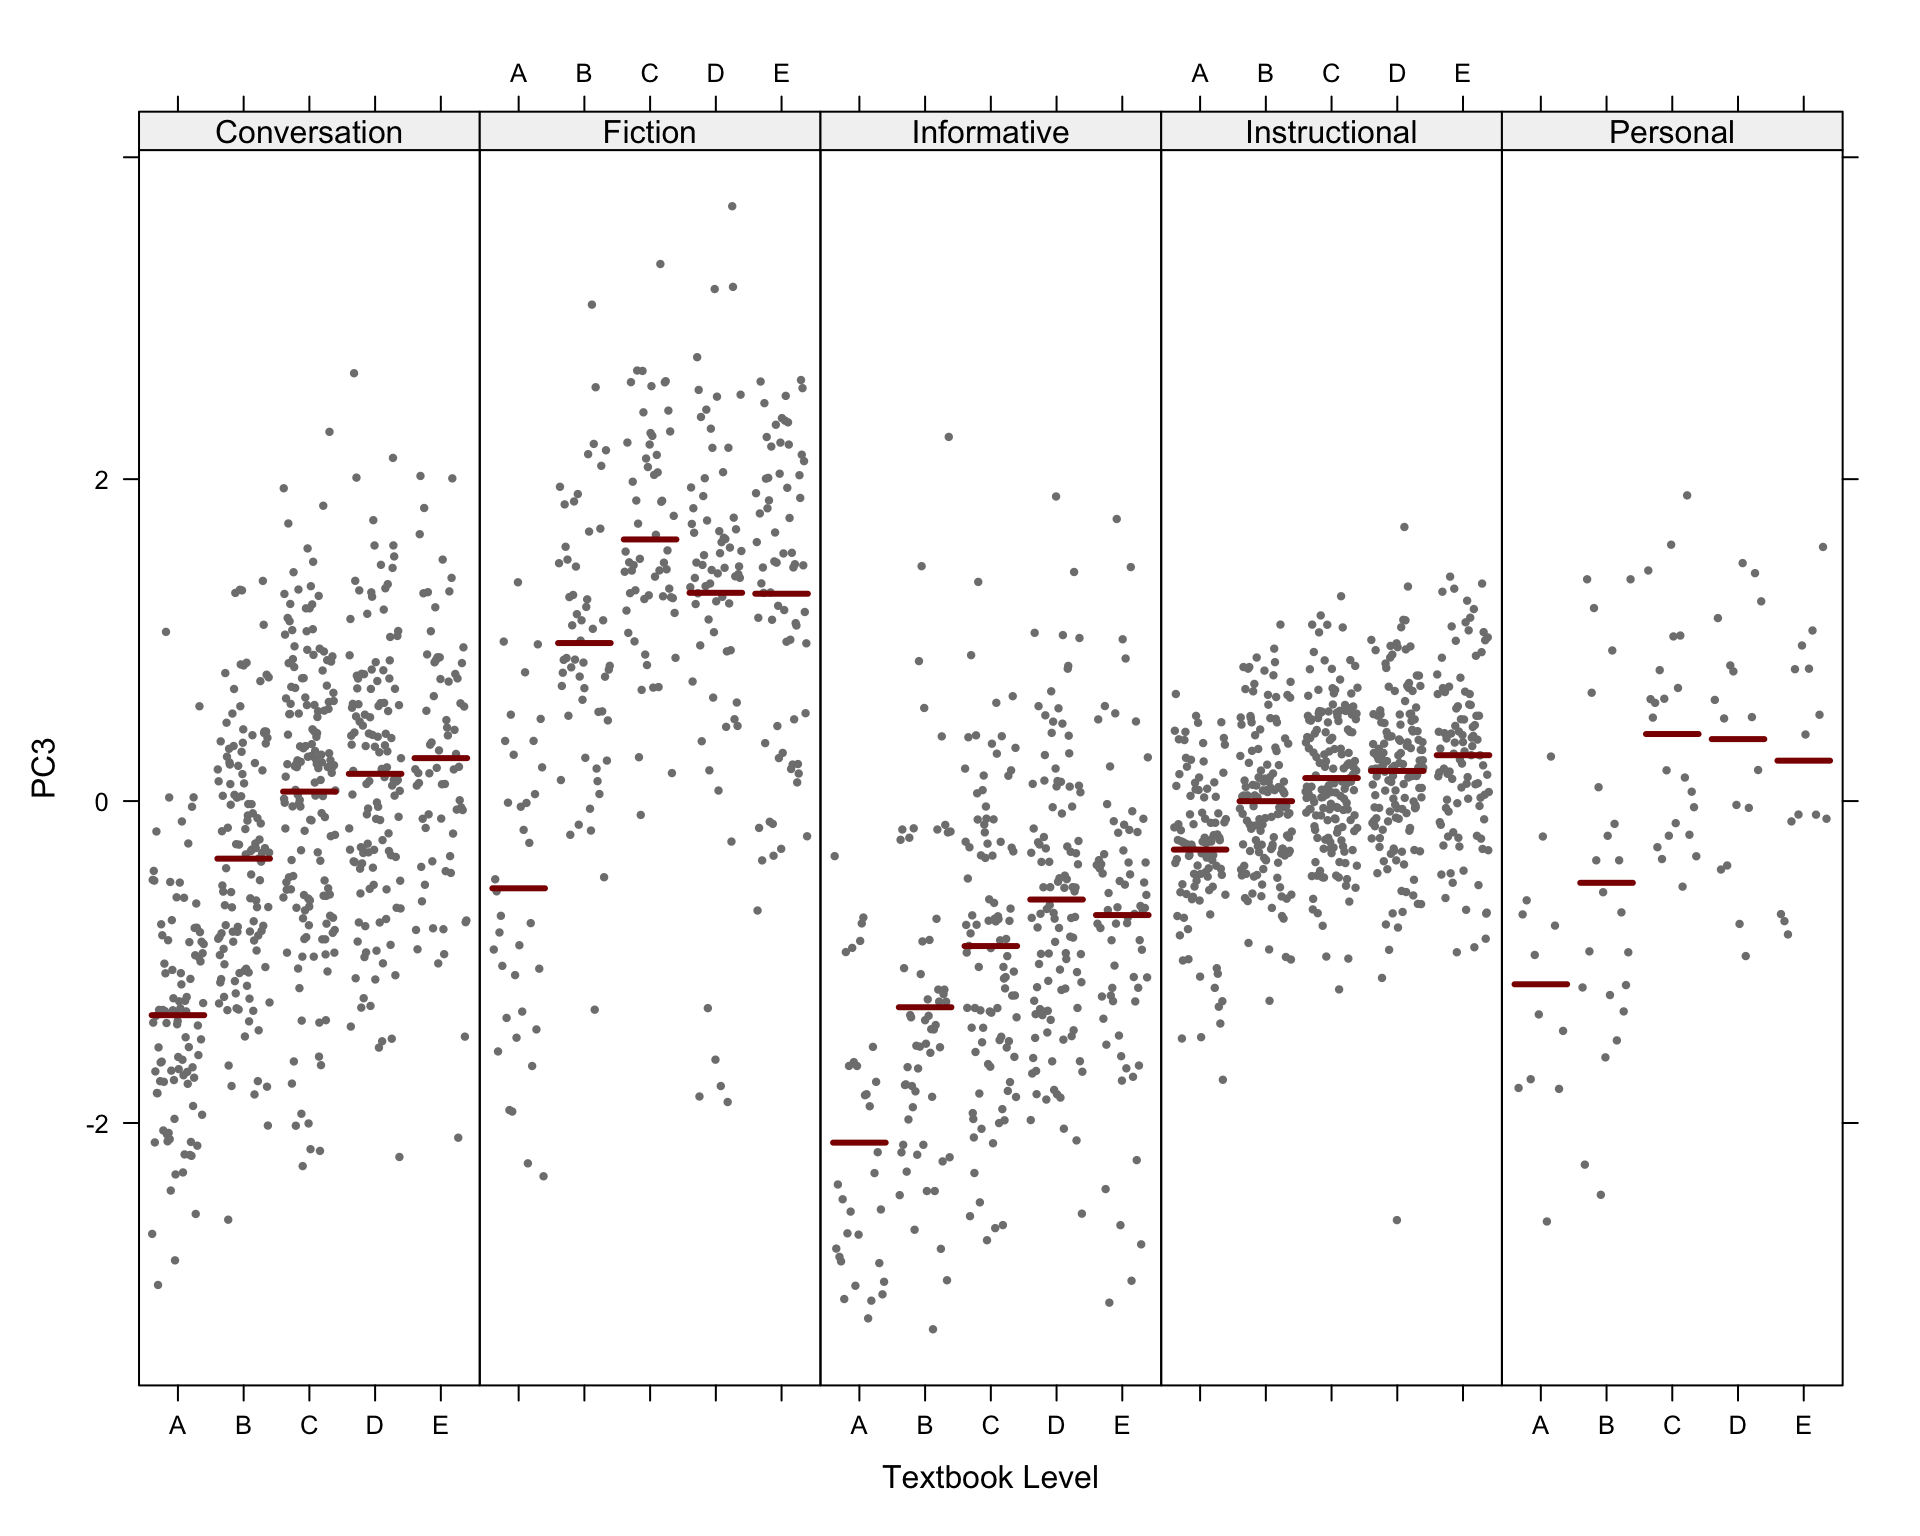 A B C D E A B C D E
Conversation Fiction Informative Instructional Personal
2
0
-2
PC3
A B C D E A B C D E A B C D E
Textbook Level